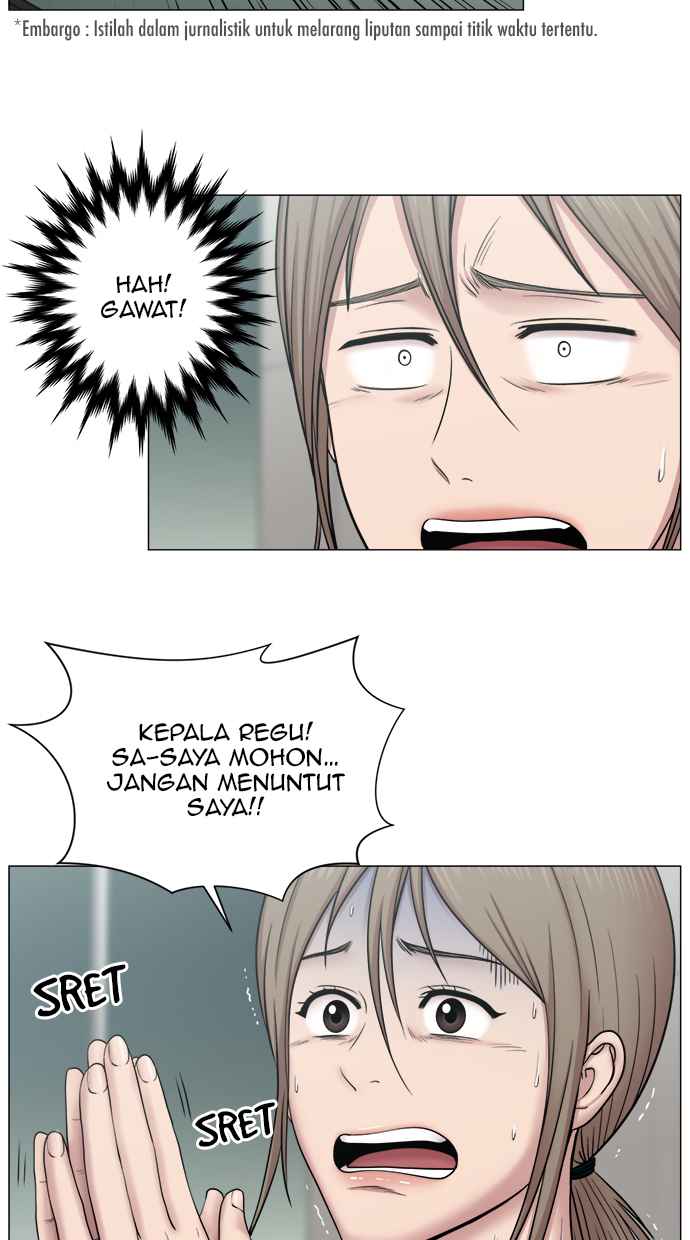 *Embargo : Istilah dalam jurnalistik untuk melarang liputan sampai titik waktu tertentu.
HAH!
GAWAT!
KEPALA REGU!
SA-SAYA MOHON...
JANGAN MENUNTUT
SAYA!!
SRET
SRET